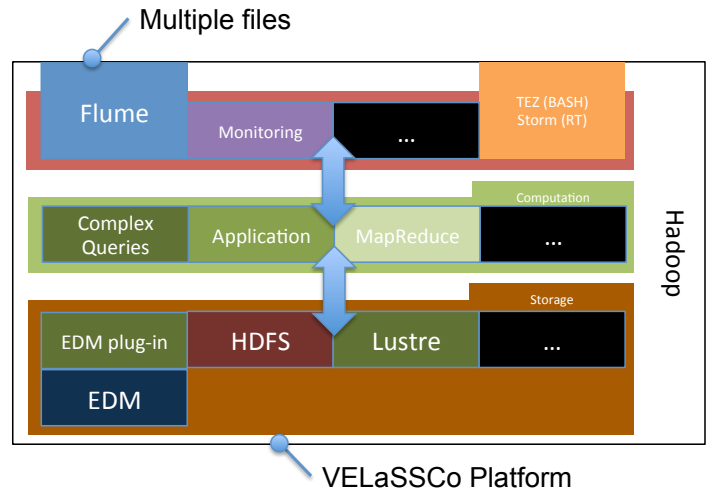 Multiple files
Flume
Monitoring
...
TEZ (BASH)
Storm (RT)
Computation
Complex
Queries
Application
MapReduce
...
Hadoop
Storage
EDM plug-in
HDFS
Lustre
...
EDM
VELaSSCo Platform